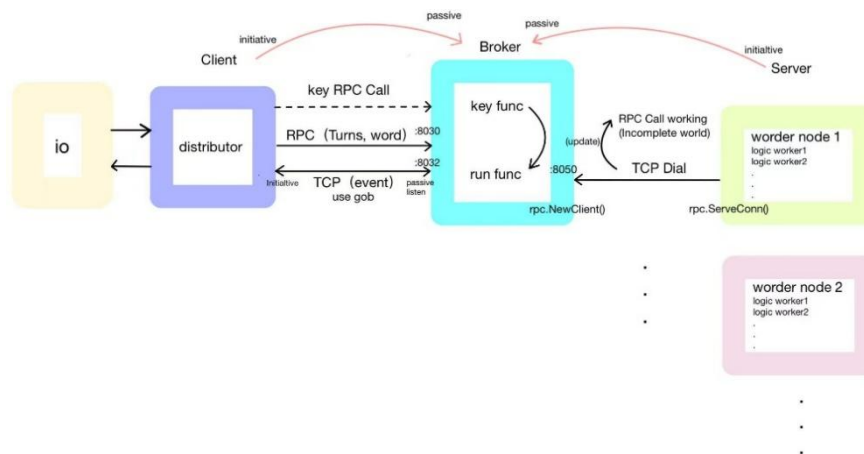 initiative
passive
passive
initialtive
Client
Broker
Server
key RPC Call
RPC (Turns, word)
:8030
:8032
Initialtive
TCP (event)
use gob
passive
listen
io
distributor
key func
run func
:8050
rpc.NewClient()
(update)
RPC Call working
(Incomplete world)
TCP Dial
rpc.ServeConn()
worder node 1
logic worker1
logic worker2
.
.
.
worder node 2
logic worker1
logic worker2
.
.
.